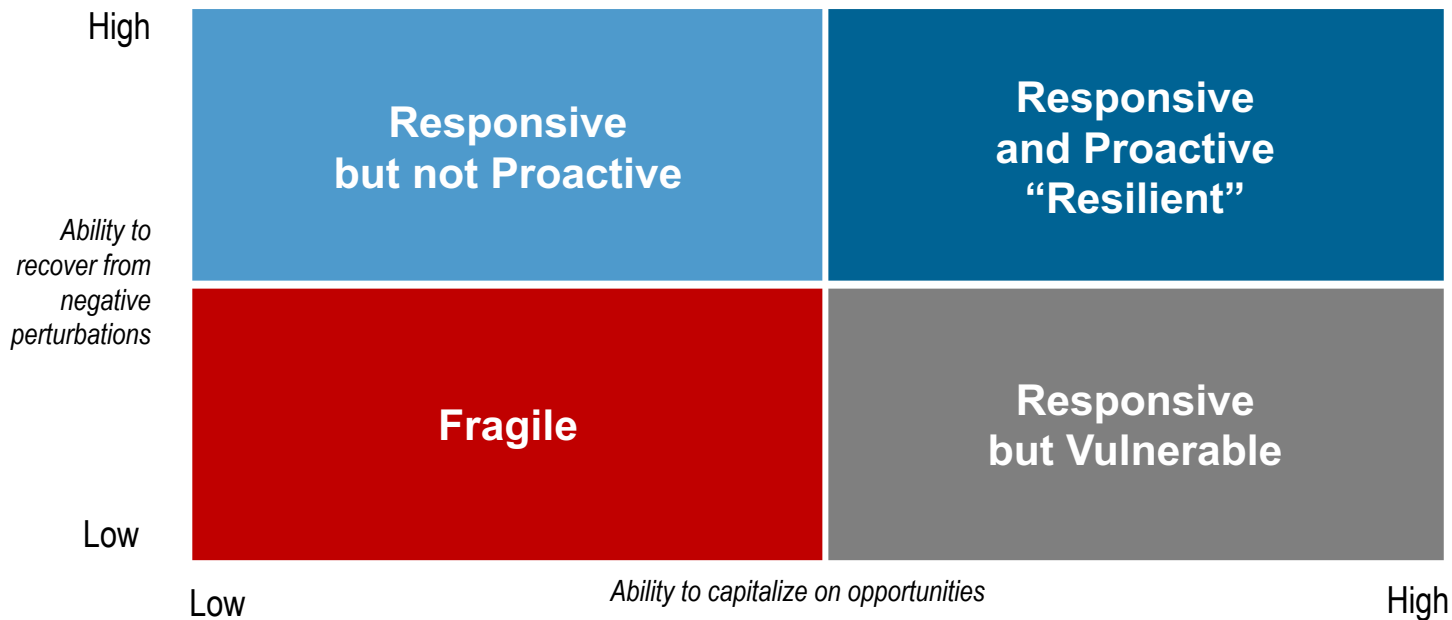 High
Responsive
but not Proactive
Responsive
and Proactive
“Resilient”
Ability to
recover from
negative
perturbations
Fragile
Responsive
but Vulnerable
Low
Low
Ability to capitalize on opportunities
High